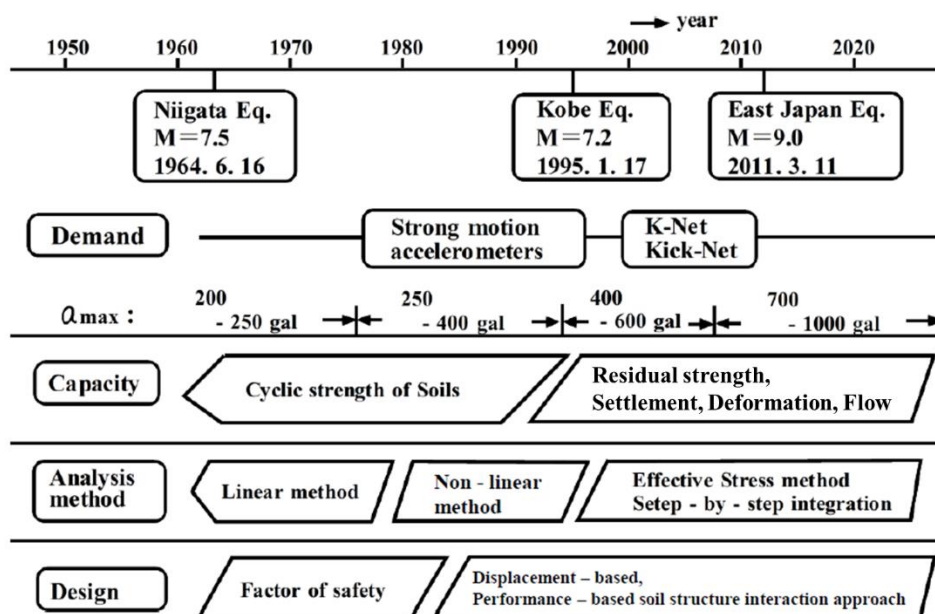 year
1950 1960 1970 1980 1990 2000 2010 2020
Niigata Eq.
M=7.5
1964. 6. 16
Kobe Eq.
M=7.2
1995. 1. 17
East Japan Eq.
M=9.0
2011. 3. 11
Demand
Strong motion
accelerometers
K-Net
Kick-Net
amax :
200
- 250 gal
250
- 400 gal
400
- 600 gal
700
- 1000 gal
Capacity
Cyclic strength of Soils
Residual strength,
Settlement, Deformation, Flow
Analysis
method
Linear method
Non - linear
method
Effective Stress method
Setep - by - step integration
Design
Factor of safety
Displacement – based,
Performance – based soil structure interaction approach